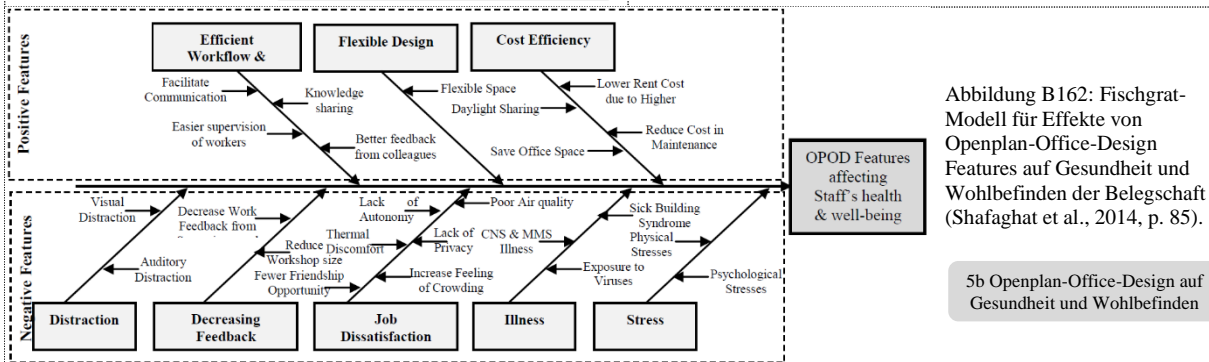 Positive Features
Efficient
Workflow &
Flexible Design
Cost Efficiency
Facilitate
Communication
Knowledge
sharing
Easier supervision
of workers
Better feedback
from colleagues
Flexible Space
Daylight Sharing
Save Office Space
Lower Rent Cost
due to Higher
Reduce Cost in
Maintenance
OPOD Features
affecting
Staff's health
& well-being
Negative Features
Visual
Distraction
Auditory
Distraction
Decrease Work
Feedback from
Reduce
Workshop size
Fewer Friendship
Opportunity
Lack of
Autonomy
Thermal
Discomfort
Poor Air quality
Lack of
Privacy
Increase Feeling
of Crowding
CNS & MMS
Illness
Sick Building
Syndrome
Exposure to
Viruses
Physical
Stresses
Psychological
Stresses
Distraction
Decreasing
Feedback
Job
Dissatisfaction
Illness
Stress
Abbildung B162: Fischgrat-
Modell für Effekte von
Openplan-Office-Design
Features auf Gesundheit und
Wohlbefinden der Belegschaft
(Shafaghat et al., 2014, p. 85).
5b Openplan-Office-Design auf
Gesundheit und Wohlbefinden